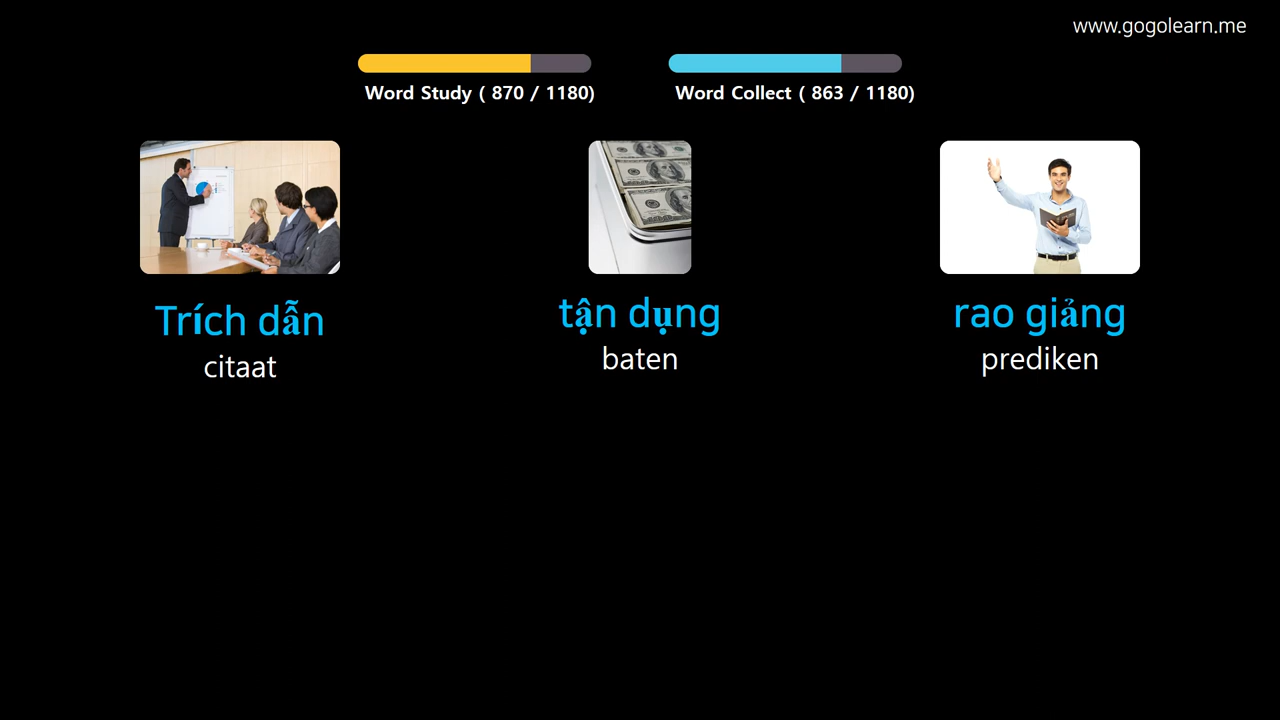 www.gogolearn.me
Word Study ( 870 / 1180)
Word Collect ( 863 / 1180)
Trích dẫn
citaat
tận dụng
baten
rao giảng
prediken